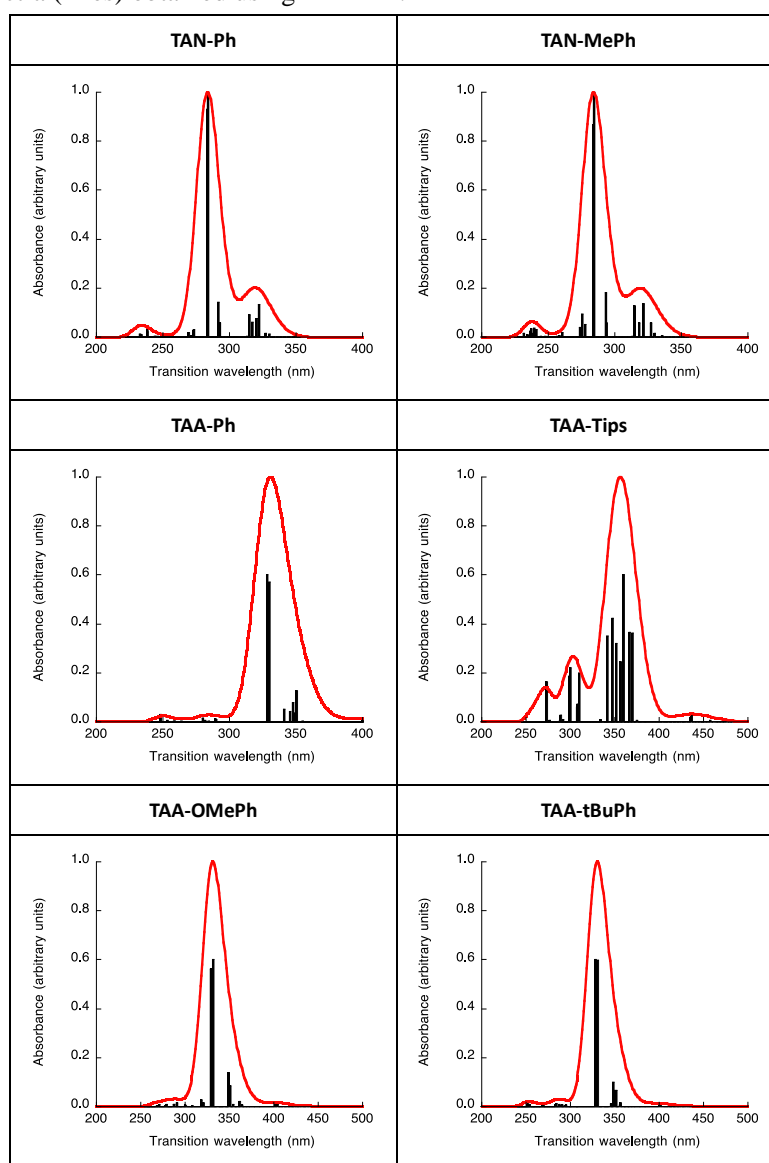 TAN-Ph
TAN-MePh
Absorbance (arbitrary units)
1.0
0.8
0.6
0.4
0.2
0.0
200 250 300 350 400
Transition wavelength (nm)
Absorbance (arbitrary units)
1.0
0.8
0.6
0.4
0.2
0.0
200 250 300 350 400
Transition wavelength (nm)
TAA-Ph
TAA-Tips
Absorbance (arbitrary units)
1.0
0.8
0.6
0.4
0.2
0.0
200 250 300 350 400
Transition wavelength (nm)
Absorbance (arbitrary units)
1.0
0.8
0.6
0.4
0.2
0.0
200 250 300 350 400 450 500
Transition wavelength (nm)
TAA-OMePh
TAA-tBuPh
Absorbance (arbitrary units)
1.0
0.8
0.6
0.4
0.2
0.0
200 250 300 350 400 450 500
Transition wavelength (nm)
Absorbance (arbitrary units)
1.0
0.8
0.6
0.4
0.2
0.0
200 250 300 350 400 450 500
Transition wavelength (nm)